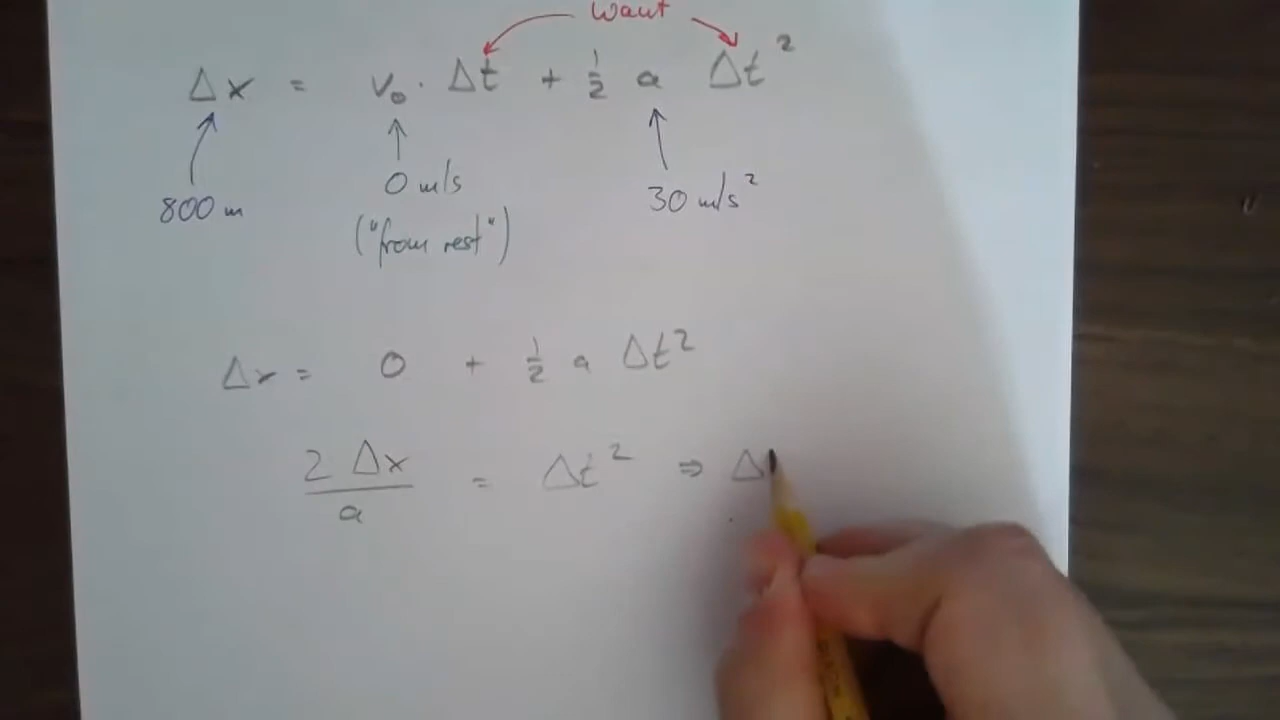 want
Δx = v₀ · Δt + ½ a Δt²
800 m 0 m/s 30 m/s²
("from rest")
Δx = 0 + ½ a Δt²
2 Δx / a = Δt² ⇒ Δt